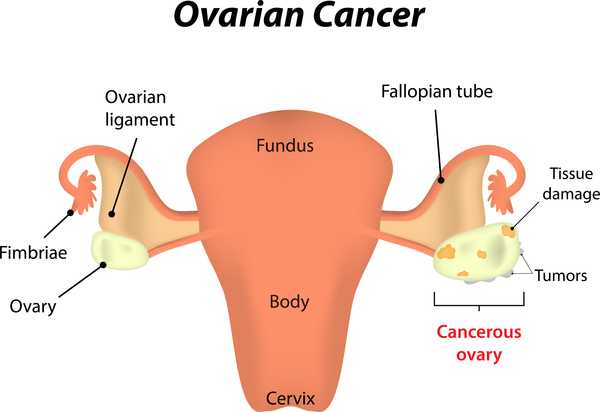 Ovarian Cancer
Ovarian
ligament
Fallopian tube
Fundus
Tissue
damage
Fimbriae
Ovary
Body
Tumors
Cancerous
ovary
Cervix